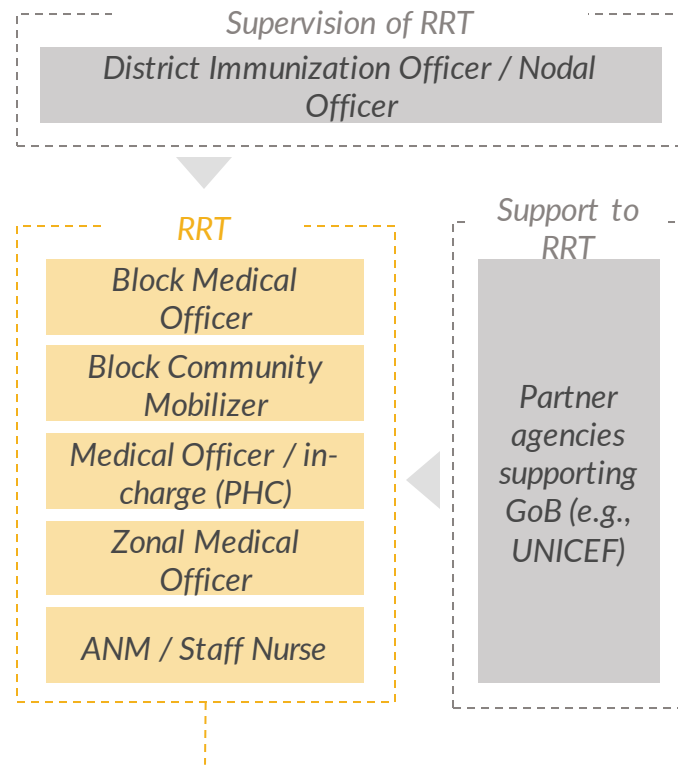 Supervision of RRT
District Immunization Officer / Nodal
Officer
RRT
Block Medical
Officer
Block Community
Mobilizer
Medical Officer / in-
charge (PHC)
Zonal Medical
Officer
ANM / Staff Nurse
Support to
RRT
Partner
agencies
supporting
GoB (e.g.,
UNICEF)